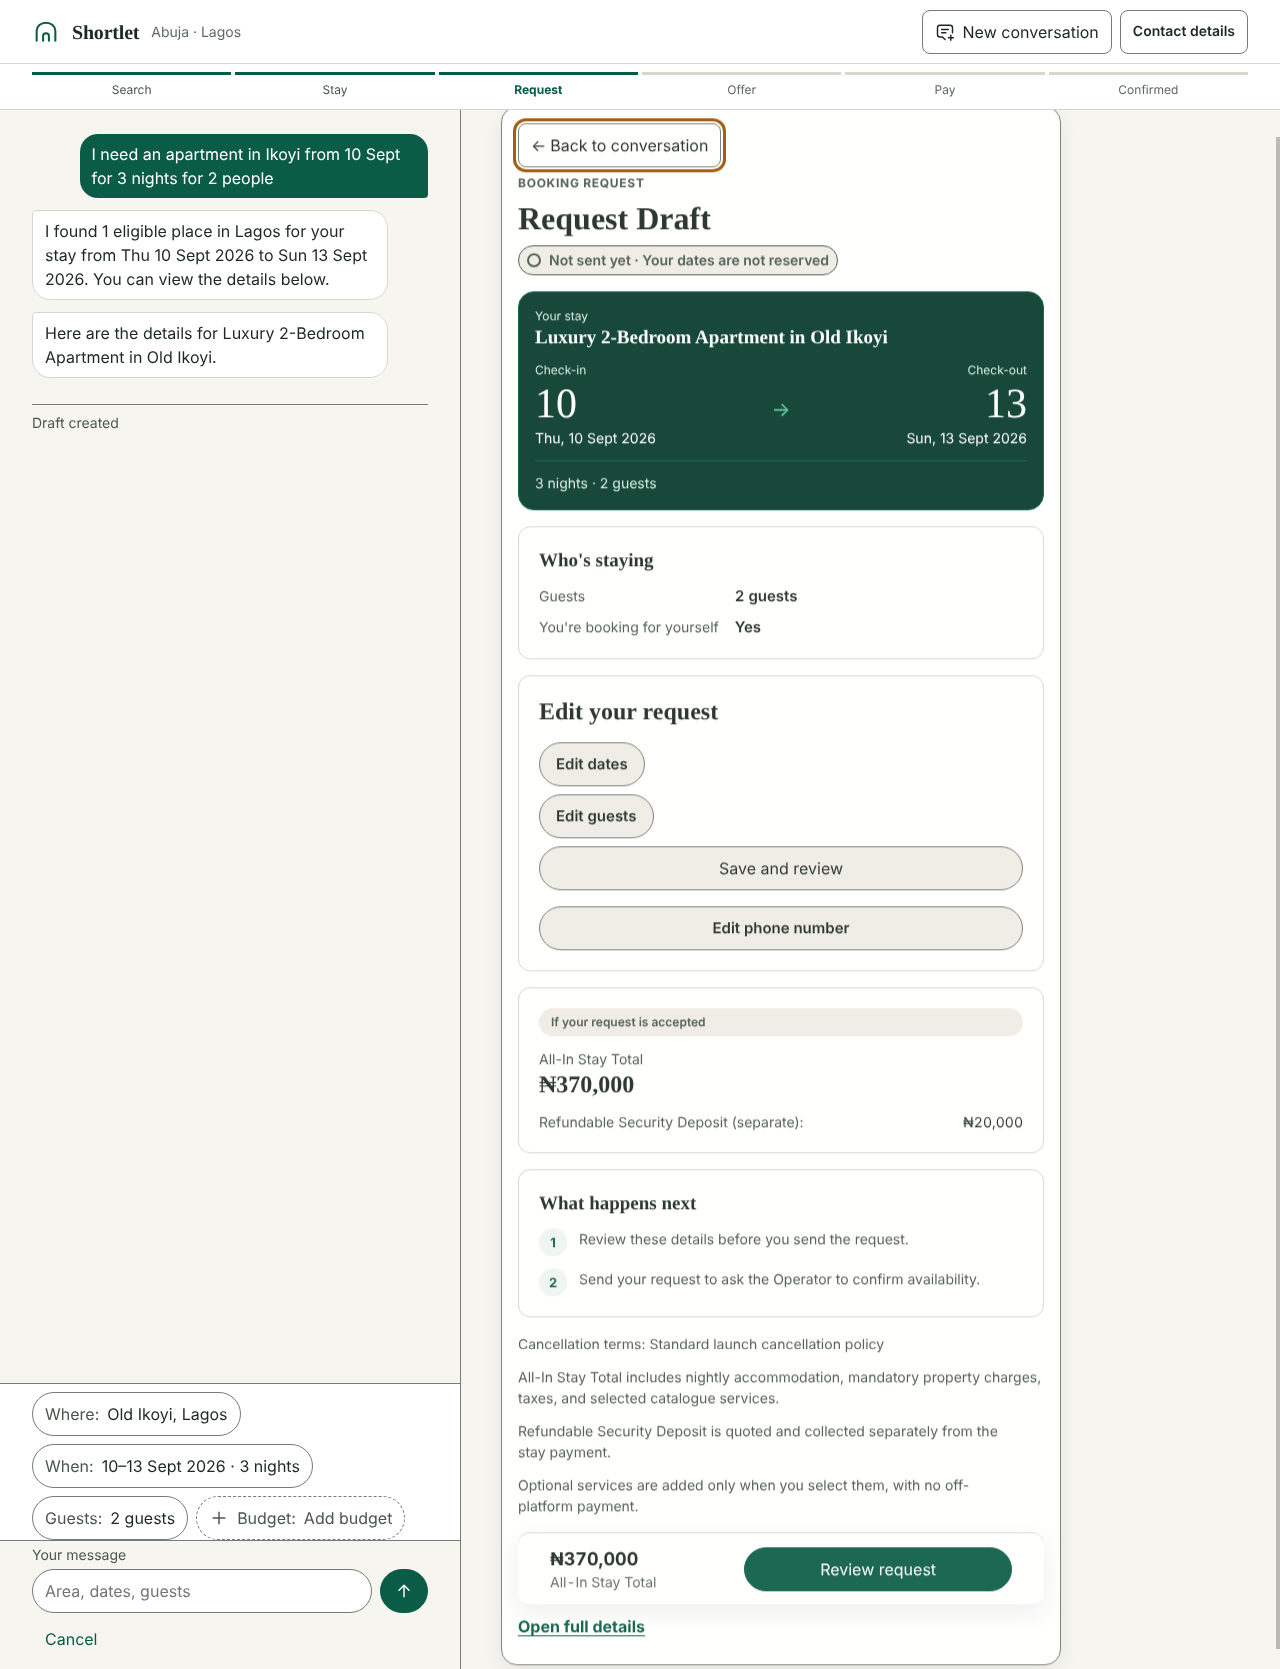 Shortlet
Abuja · Lagos
New conversation
Contact details
Search
Stay
Request
Offer
Pay
Confirmed
I need an apartment in Ikoyi from 10 Sept
for 3 nights for 2 people
I found 1 eligible place in Lagos for your
stay from Thu 10 Sept 2026 to Sun 13 Sept
2026. You can view the details below.
Here are the details for Luxury 2-Bedroom
Apartment in Old Ikoyi.
Draft created
Where: Old Ikoyi, Lagos
When: 10–13 Sept 2026 · 3 nights
Guests: 2 guests
+ Budget: Add budget
Your message
Area, dates, guests
↑
Cancel
← Back to conversation
BOOKING REQUEST
Request Draft
Not sent yet · Your dates are not reserved
Your stay
Luxury 2-Bedroom Apartment in Old Ikoyi
Check-in
Check-out
10
→
13
Thu, 10 Sept 2026
Sun, 13 Sept 2026
3 nights · 2 guests
Who's staying
Guests
2 guests
You're booking for yourself
Yes
Edit your request
Edit dates
Edit guests
Save and review
Edit phone number
If your request is accepted
All-In Stay Total
₦370,000
Refundable Security Deposit (separate):
₦20,000
What happens next
1
Review these details before you send the request.
2
Send your request to ask the Operator to confirm availability.
Cancellation terms: Standard launch cancellation policy
All-In Stay Total includes nightly accommodation, mandatory property charges,
taxes, and selected catalogue services.
Refundable Security Deposit is quoted and collected separately from the
stay payment.
Optional services are added only when you select them, with no off-
platform payment.
₦370,000
All-In Stay Total
Review request
Open full details